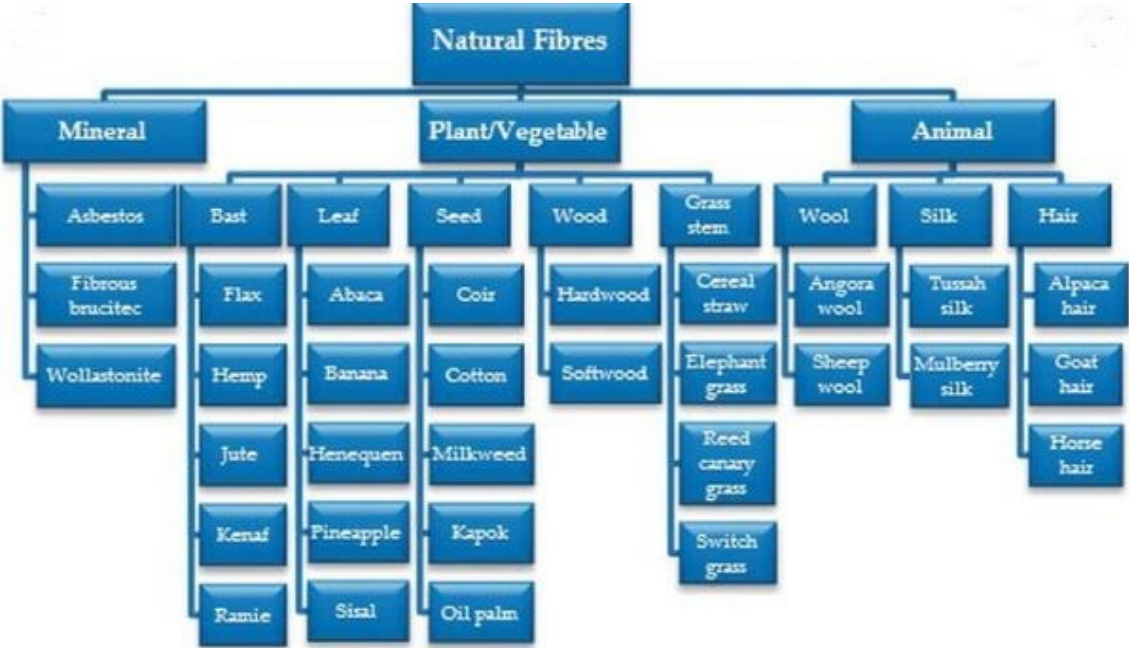 Natural Fibres
Mineral
Plant/Vegetable
Animal
Asbestos
Bast
Leaf
Seed
Wood
Grass
stem
Wool
Silk
Hair
Fibrous
brucitec
Flax
Abaca
Coir
Hardwood
Cereal
straw
Angora
wool
Tussah
silk
Alpaca
hair
Wollastonite
Hemp
Banana
Cotton
Softwood
Elephant
grass
Sheep
wool
Mulberry
silk
Goat
hair
Jute
Henequen
Milkweed
Reed
canary
grass
Horse
hair
Kenaf
Pineapple
Kapok
Switch
grass
Ramie
Sisal
Oil palm